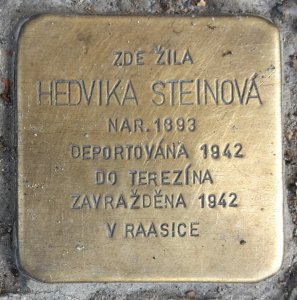 ZDE ŽILA
HEDVIKA STEINOVÁ
NAR. 1893
DEPORTOVÁNA 1942
DO TEREZÍNA
ZAVRAŽDĚNA 1942
V RAASICE